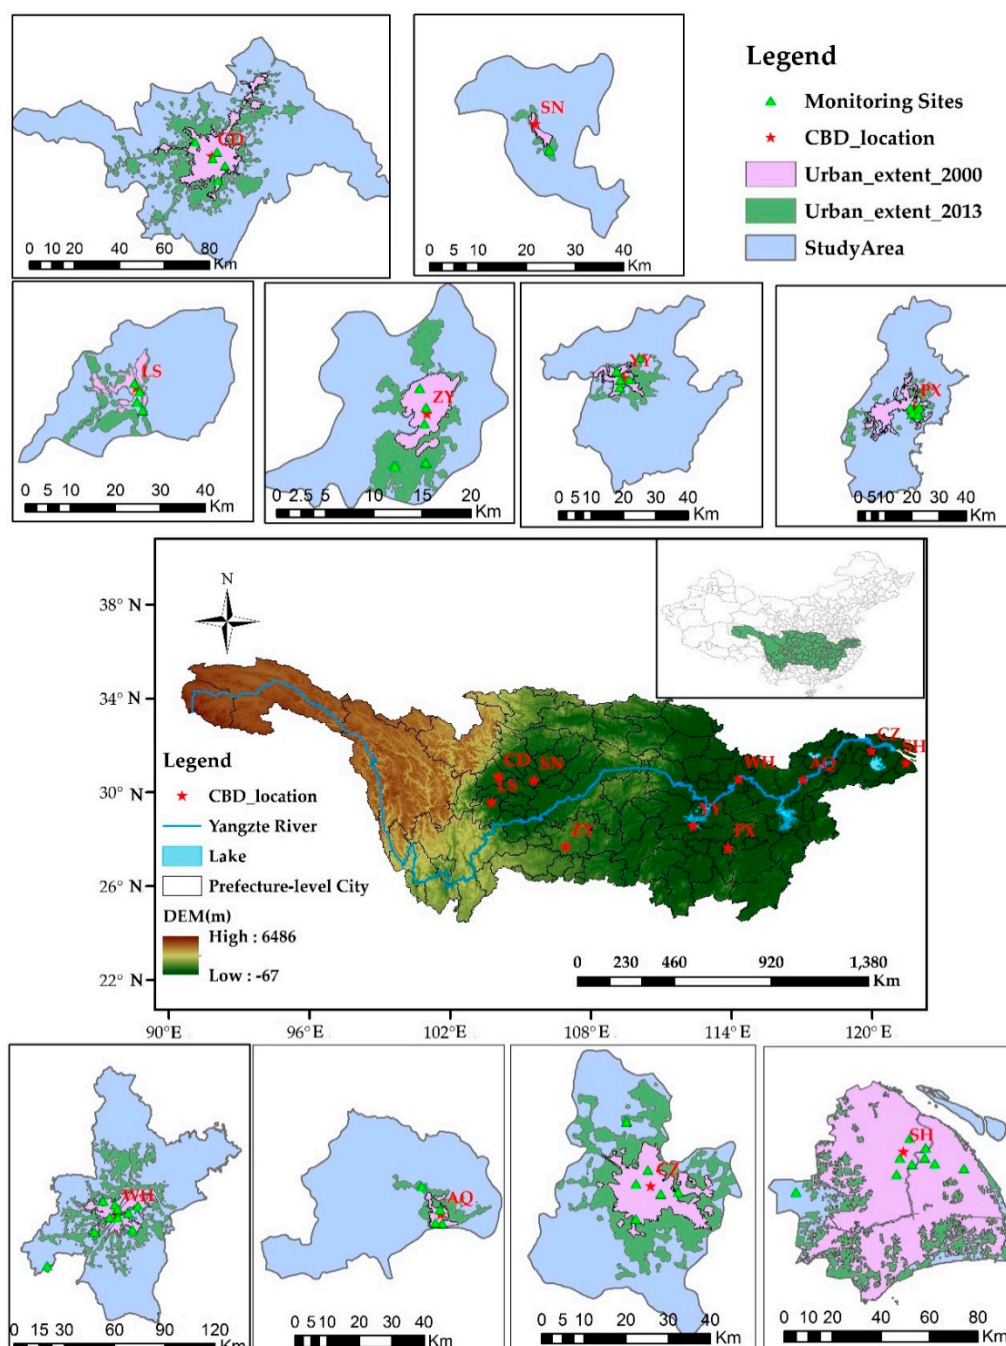 Legend
Monitoring Sites
CBD_location
Urban_extent_2000
Urban_extent_2013
StudyArea
CD
0 10 20 40 60 80
Km
SN
0 5 10 20 30 40
Km
LS
0 5 10 20 30 40
Km
ZY
0 2.5 5 10 15 20
Km
YY
0 5 10 20 30 40
Km
PX
0 5 10 20 30 40
Km
N
38° N
34° N
30° N
26° N
22° N
90°E 96°E 102°E 108°E 114°E 120°E
CD
SN
LS
ZY
YY
WH
PX
AQ
CZ
SH
Legend
CBD_location
Yangzte River
Lake
Prefecture-level City
DEM(m)
High : 6486
Low : -67
0 230 460 920 1,380
Km
WH
0 15 30 60 90 120
Km
AQ
0 5 10 20 30 40
Km
CZ
0 5 10 20 30 40
Km
SH
0 10 20 40 60 80
Km